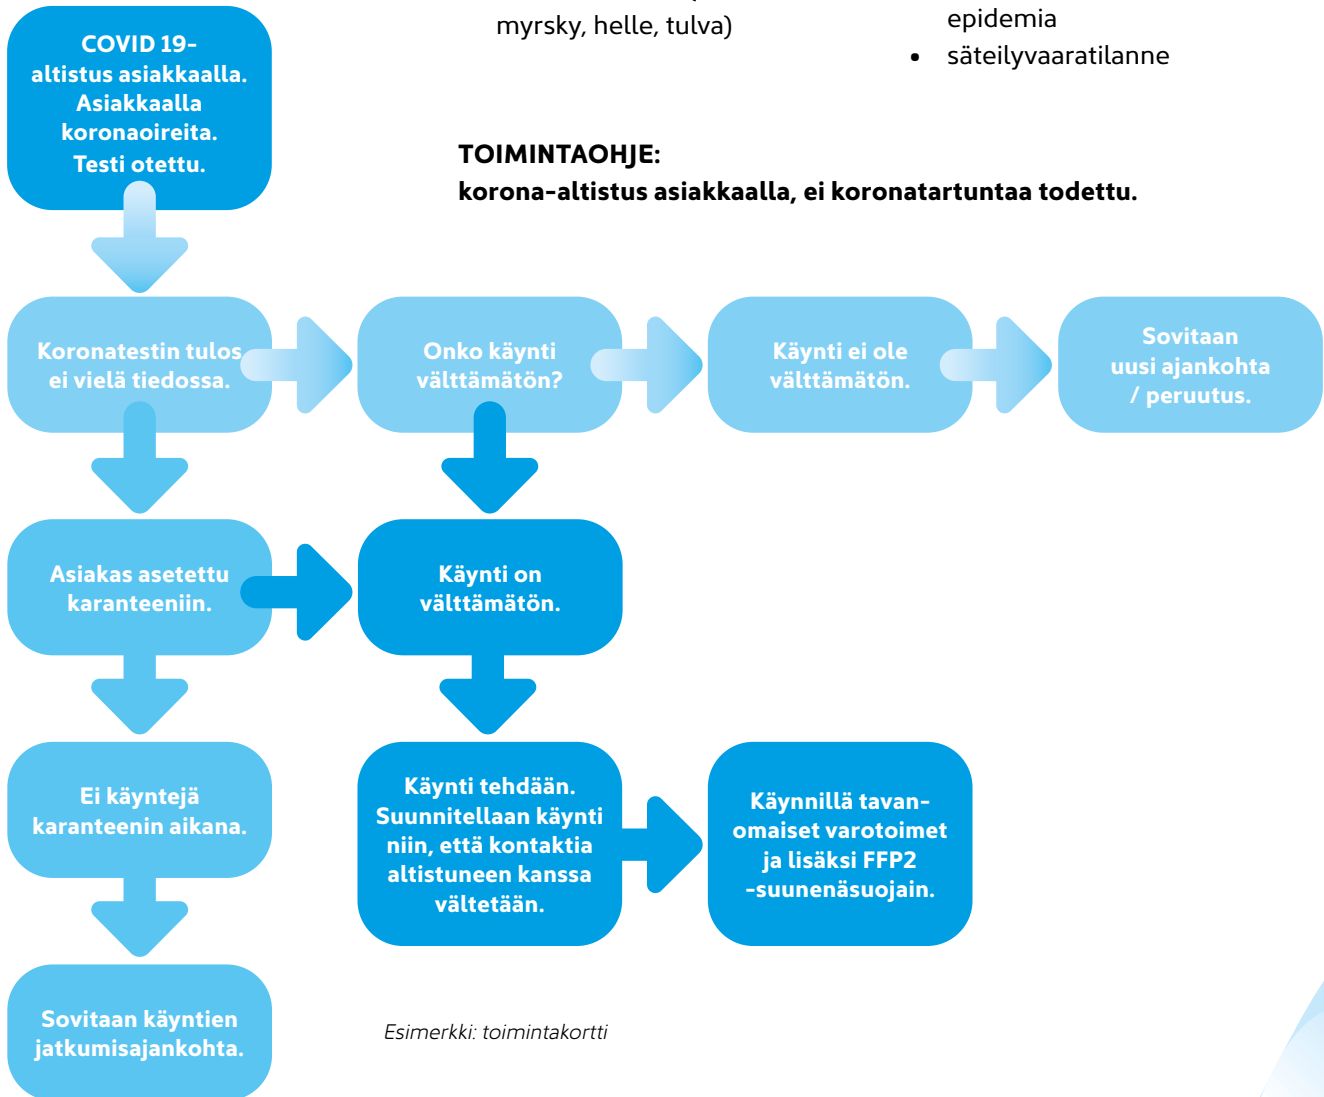 myrsky, helle, tulva)
epidemia
• säteilyvaaratilanne
COVID 19-
altistus asiakkaalla.
Asiakkaalla
koronaoireita.
Testi otettu.
TOIMINTAOHJE:
korona-altistus asiakkaalla, ei koronatartuntaa todettu.
Koronatestin tulos
ei vielä tiedossa.
Onko käynti
välttämätön?
Käynti ei ole
välttämätön.
Sovitaan
uusi ajankohta
/ peruutus.
Asiakas asetettu
karanteeniin.
Käynti on
välttämätön.
Ei käyntejä
karanteenin aikana.
Käynti tehdään.
Suunnitellaan käynti
niin, että kontaktia
altistuneen kanssa
vältetään.
Käynnillä tavan-
omaiset varotoimet
ja lisäksi FFP2
-suunenäsuojain.
Sovitaan käyntien
jatkumisajankohta.
Esimerkki: toimintakortti